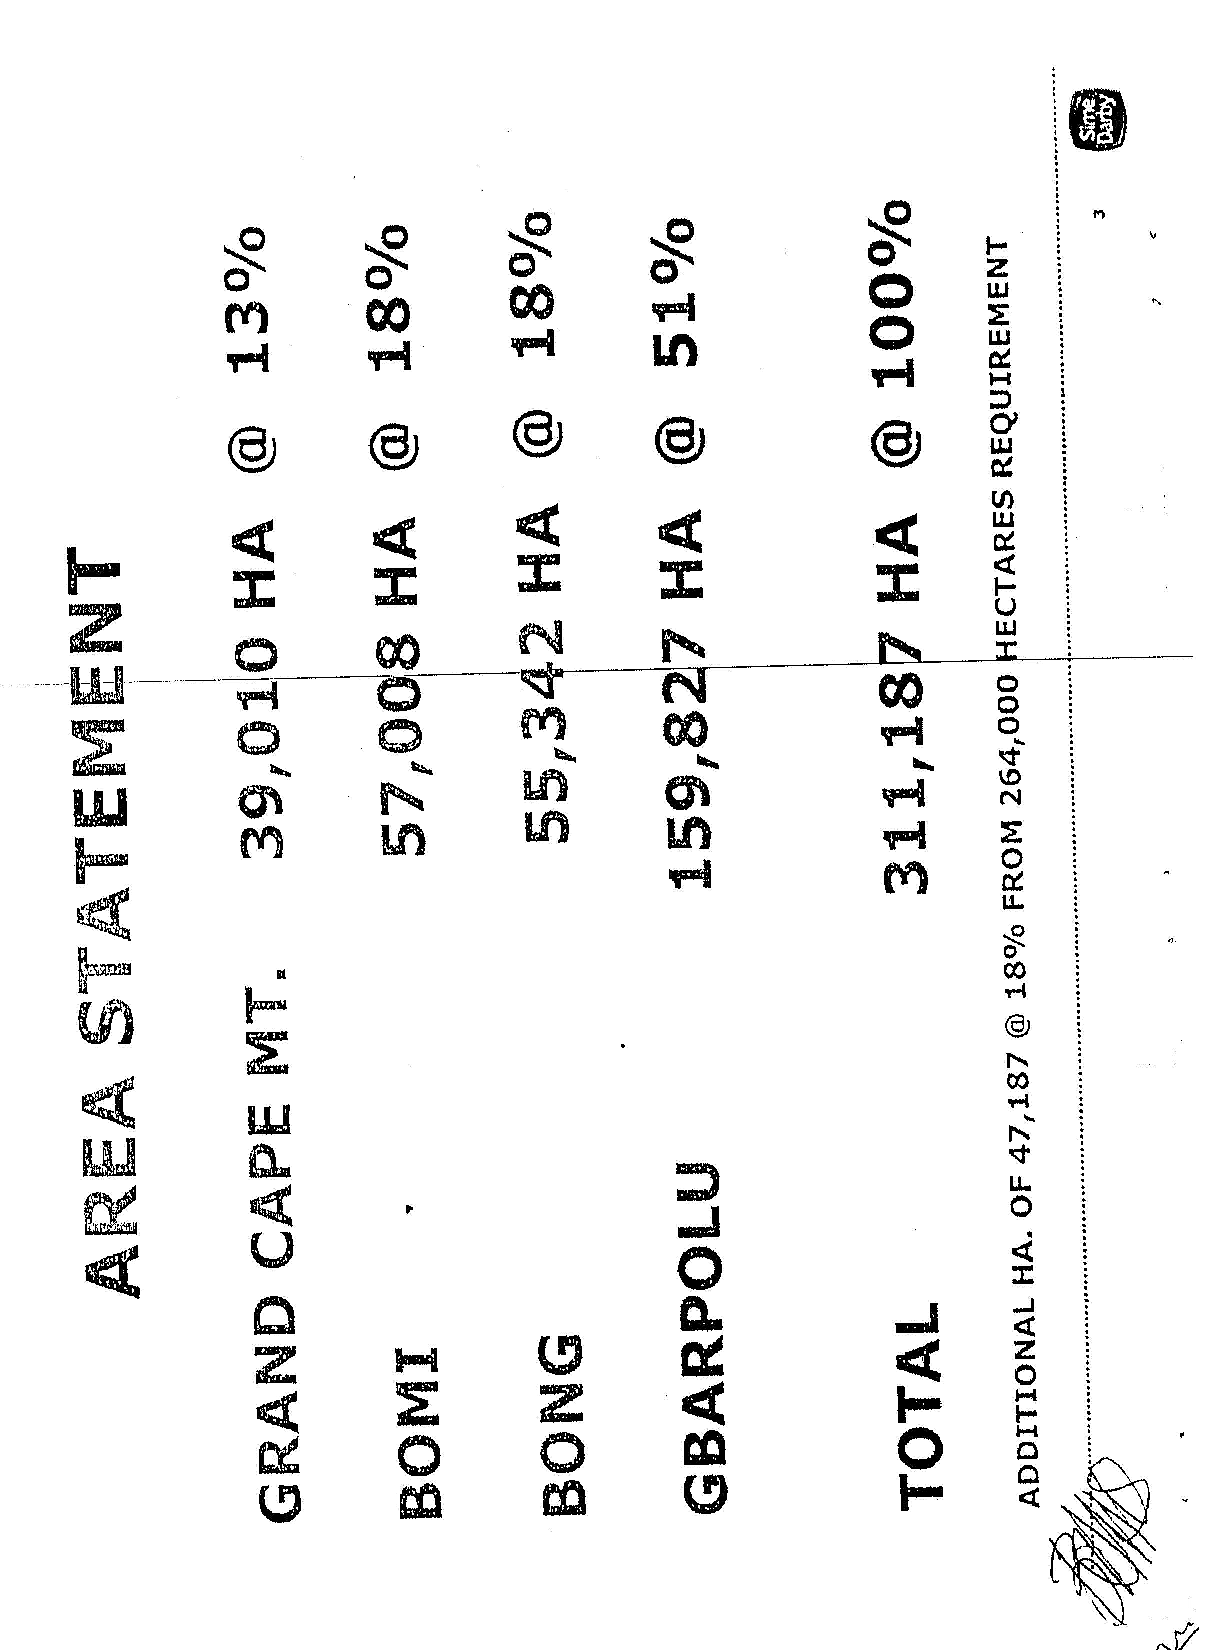 AREA STATEMENT
GRAND CAPE MT. 39,010 HA @ 13%
BOMI 57,008 HA @ 18%
BONG 55,342 HA @ 18%
GBARPOLU 159,827 HA @ 51%
TOTAL 311,187 HA @ 100%
ADDITIONAL HA. OF 47,187 @ 18% FROM 264,000 HECTARES REQUIREMENT
3
Sime
Darby